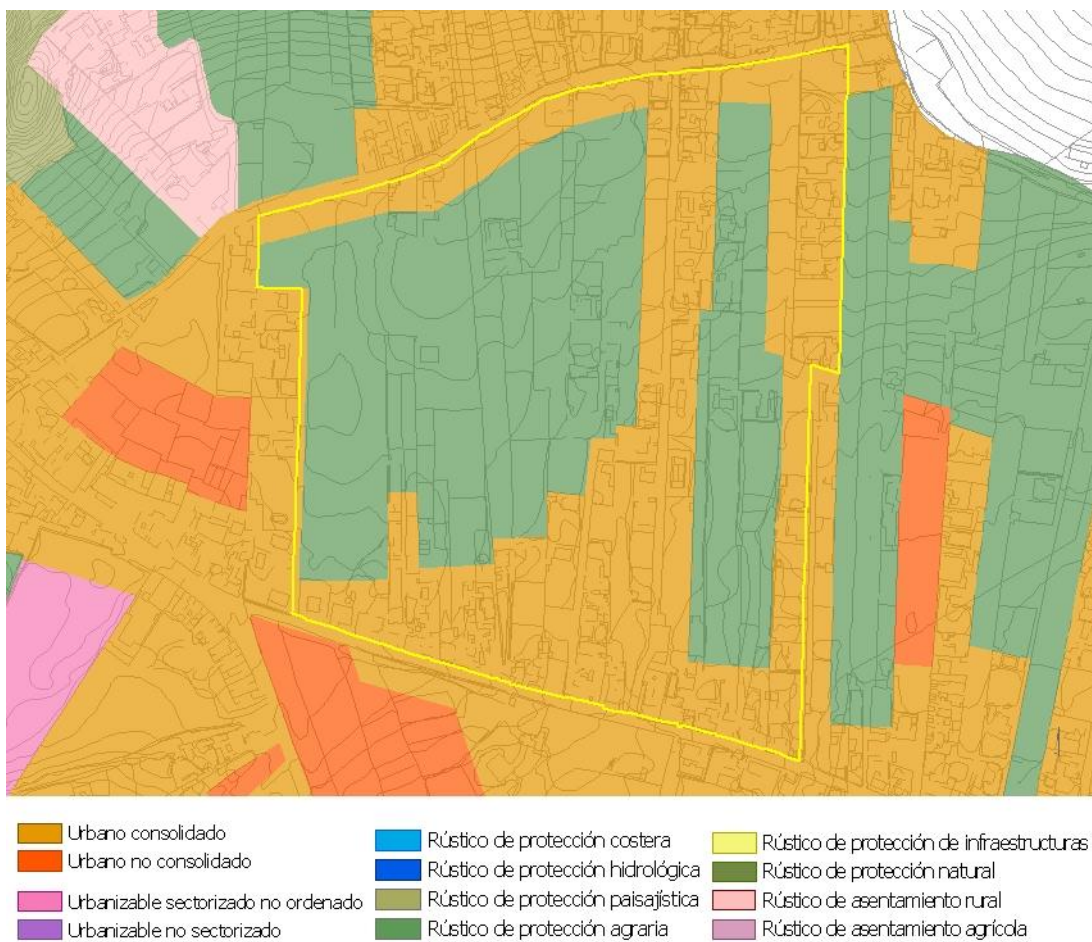 Urbano consolidado
Urbano no consolidado
Urbanizable sectorizado no ordenado
Urbanizable no sectorizado
Rústico de protección costera
Rústico de protección hidrológica
Rústico de protección paisajística
Rústico de protección agraria
Rústico de protección de infraestructuras
Rústico de protección natural
Rústico de asentamiento rural
Rústico de asentamiento agrícola